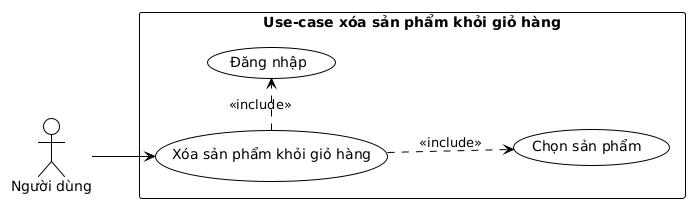 Use-case xóa sản phẩm khỏi giỏ hàng
Đăng nhập
«include»
«include»
Xóa sản phẩm khỏi giỏ hàng
Chọn sản phẩm
Người dùng